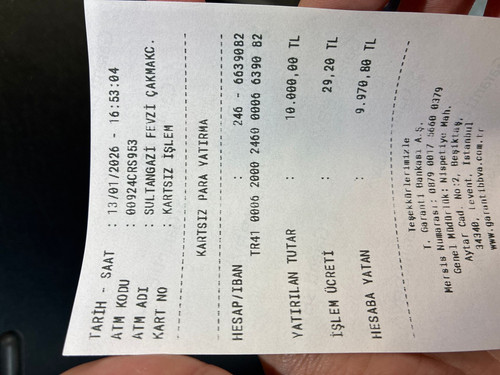 TARİH - SAAT : 13/01/2026 - 16:53:04
ATM KODU : 00924CRS953
ATM ADI : SULTANGAZİ FEVZİ ÇAKMAKC.
KART NO : KARTSIZ İŞLEM
KARTSIZ PARA YATIRMA
HESAP/IBAN : 246 - 6639082
TR41 0006 2000 2460 0006 6390 82
YATIRILAN TUTAR : 10.000,00 TL
İŞLEM ÜCRETİ : 29,20 TL
HESABA YATAN : 9.970,80 TL
Teşekkürlerimizle
T. Garanti Bankası A.Ş.
Mersis Numarası: 0879 0017 5660 0379
Genel Müdürlük: Nispetiye Mah.
Aytar Cad. No:2, Beşiktaş,
34340, Levent, İstanbul
www.garantibbva.com.tr